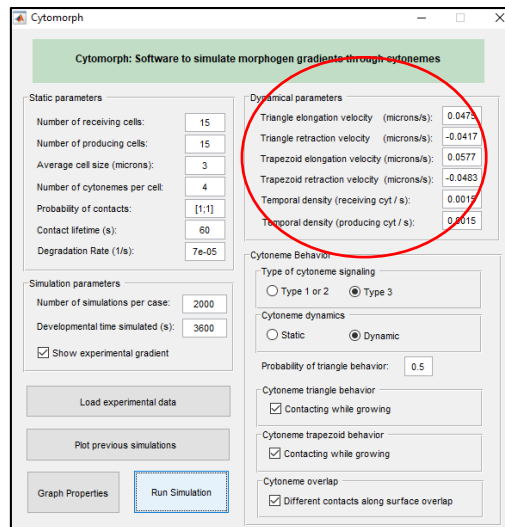 Cytomorph
Cytomorph: Software to simulate morphogen gradients through cytonemes
Static parameters
Number of receiving cells: 15
Number of producing cells: 15
Average cell size (microns): 3
Number of cytonemes per cell: 4
Probability of contacts: [1;1]
Contact lifetime (s): 60
Degradation Rate (1/s): 7e-05
Simulation parameters
Number of simulations per case: 2000
Developmental time simulated (s): 3600
Show experimental gradient
Load experimental data
Plot previous simulations
Graph Properties
Run Simulation
Dynamical parameters
Triangle elongation velocity (microns/s): 0.0475
Triangle retraction velocity (microns/s): -0.0417
Trapezoid elongation velocity (microns/s): 0.0577
Trapezoid retraction velocity (microns/s): -0.0483
Temporal density (receiving cyt / s): 0.0015
Temporal density (producing cyt / s): 0.0015
Cytoneme Behavior
Type of cytoneme signaling
Type 1 or 2 Type 3
Cytoneme dynamics
Static Dynamic
Probability of triangle behavior: 0.5
Cytoneme triangle behavior
Contacting while growing
Cytoneme trapezoid behavior
Contacting while growing
Cytoneme overlap
Different contacts along surface overlap